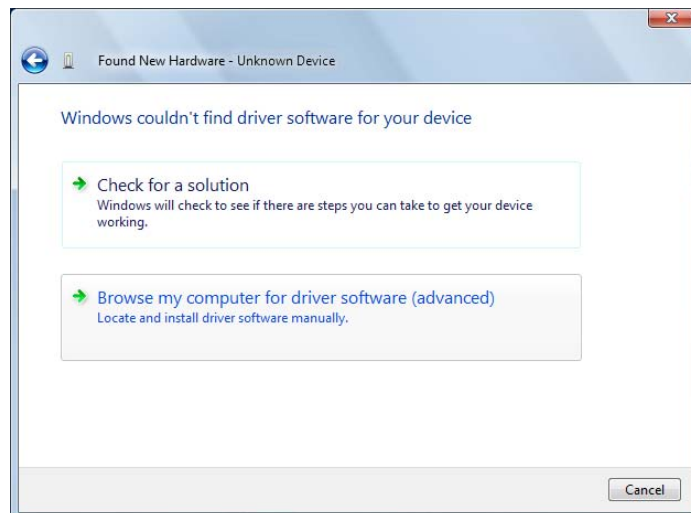 Found New Hardware - Unknown Device
Windows couldn't find driver software for your device
Check for a solution
Windows will check to see if there are steps you can take to get your device
working.
Browse my computer for driver software (advanced)
Locate and install driver software manually.
Cancel